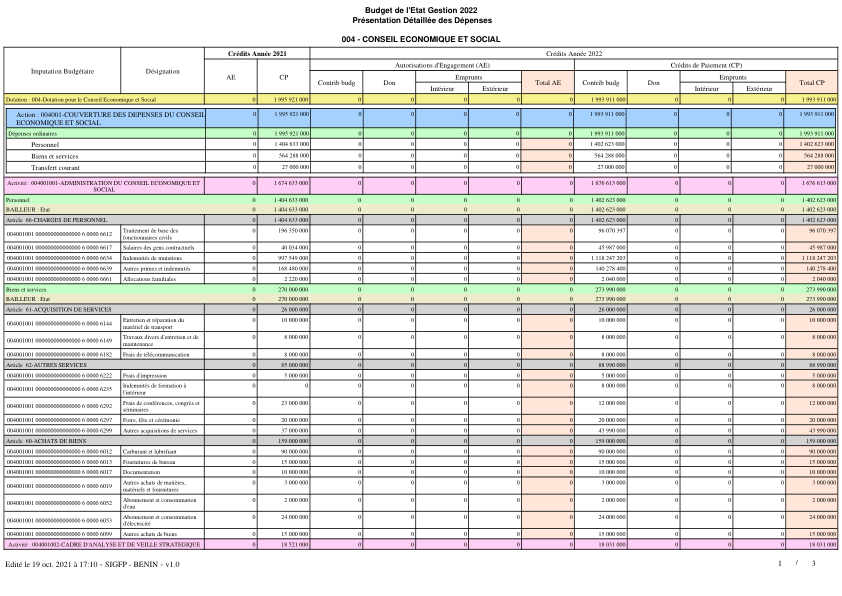 Budget de l'Etat Gestion 2022
Présentation Détaillée des Dépenses
004 - CONSEIL ECONOMIQUE ET SOCIAL
Imputation Budgétaire Désignation Crédits Année 2021 Crédits Année 2022
AE CP Autorisations d'Engagement (AE) Crédits de Paiement (CP)
Contrib budg Don Emprunts Total AE Contrib budg Don Emprunts Total CP
Intérieur Extérieur Intérieur Extérieur
Dotation : 004-Dotation pour le Conseil Economique et Social 0 1 995 921 000 0 0 0 0 0 1 993 911 000 0 0 0 1 993 911 000
Action : 004001-COUVERTURE DES DEPENSES DU CONSEIL 0 1 995 921 000 0 0 0 0 0 1 993 911 000 0 0 0 1 993 911 000
ECONOMIQUE ET SOCIAL
Dépenses ordinaires 0 1 995 921 000 0 0 0 0 0 1 993 911 000 0 0 0 1 993 911 000
Personnel 0 1 404 633 000 0 0 0 0 0 1 402 623 000 0 0 0 1 402 623 000
Biens et services 0 564 288 000 0 0 0 0 0 564 288 000 0 0 0 564 288 000
Transfert courant 0 27 000 000 0 0 0 0 0 27 000 000 0 0 0 27 000 000
Activité : 004001001-ADMINISTRATION DU CONSEIL ECONOMIQUE ET 0 1 674 633 000 0 0 0 0 0 1 676 613 000 0 0 0 1 676 613 000
SOCIAL
Personnel 0 1 404 633 000 0 0 0 0 0 1 402 623 000 0 0 0 1 402 623 000
BAILLEUR : Etat 0 1 404 633 000 0 0 0 0 0 1 402 623 000 0 0 0 1 402 623 000
Article 66-CHARGES DE PERSONNEL 0 1 404 633 000 0 0 0 0 0 1 402 623 000 0 0 0 1 402 623 000
004001001 000000000000000 6 0000 6612 Traitement de base des 0 196 350 000 0 0 0 0 0 96 070 397 0 0 0 96 070 397
fonctionnaires civils
004001001 000000000000000 6 0000 6617 Salaires des gens contractuels 0 40 034 000 0 0 0 0 0 45 987 000 0 0 0 45 987 000
004001001 000000000000000 6 0000 6634 Indemnités de mutations 0 997 549 000 0 0 0 0 0 1 118 247 203 0 0 0 1 118 247 203
004001001 000000000000000 6 0000 6639 Autres primes et indemnités 0 168 480 000 0 0 0 0 0 140 278 400 0 0 0 140 278 400
004001001 000000000000000 6 0000 6661 Allocations familiales 0 2 220 000 0 0 0 0 0 2 040 000 0 0 0 2 040 000
Biens et services 0 270 000 000 0 0 0 0 0 273 990 000 0 0 0 273 990 000
BAILLEUR : Etat 0 270 000 000 0 0 0 0 0 273 990 000 0 0 0 273 990 000
Article 61-ACQUISITION DE SERVICES 0 26 000 000 0 0 0 0 0 26 000 000 0 0 0 26 000 000
004001001 000000000000000 6 0000 6144 Entretien et réparation du 0 10 000 000 0 0 0 0 0 10 000 000 0 0 0 10 000 000
matériel de transport
004001001 000000000000000 6 0000 6149 Travaux divers d'entretien et de 0 8 000 000 0 0 0 0 0 8 000 000 0 0 0 8 000 000
maintenance
004001001 000000000000000 6 0000 6182 Frais de télécommunication 0 8 000 000 0 0 0 0 0 8 000 000 0 0 0 8 000 000
Article 62-AUTRES SERVICES 0 85 000 000 0 0 0 0 0 88 990 000 0 0 0 88 990 000
004001001 000000000000000 6 0000 6222 Frais d'impression 0 5 000 000 0 0 0 0 0 5 000 000 0 0 0 5 000 000
004001001 000000000000000 6 0000 6235 Indemnités de formation à 0 0 0 0 0 0 0 8 000 000 0 0 0 8 000 000
l'intérieur
004001001 000000000000000 6 0000 6292 Frais de conférences, congrès et 0 23 000 000 0 0 0 0 0 12 000 000 0 0 0 12 000 000
séminaires
004001001 000000000000000 6 0000 6297 Foire, fête et cérémonie 0 20 000 000 0 0 0 0 0 20 000 000 0 0 0 20 000 000
004001001 000000000000000 6 0000 6299 Autres acquisitions de services 0 37 000 000 0 0 0 0 0 43 990 000 0 0 0 43 990 000
Article 60-ACHATS DE BIENS 0 159 000 000 0 0 0 0 0 159 000 000 0 0 0 159 000 000
004001001 000000000000000 6 0000 6012 Carburant et lubrifiant 0 90 000 000 0 0 0 0 0 90 000 000 0 0 0 90 000 000
004001001 000000000000000 6 0000 6013 Fournitures de bureau 0 15 000 000 0 0 0 0 0 15 000 000 0 0 0 15 000 000
004001001 000000000000000 6 0000 6017 Documentation 0 10 000 000 0 0 0 0 0 10 000 000 0 0 0 10 000 000
004001001 000000000000000 6 0000 6019 Autres achats de matières, 0 3 000 000 0 0 0 0 0 3 000 000 0 0 0 3 000 000
matériels et fournitures
004001001 000000000000000 6 0000 6052 Abonnement et consommation 0 2 000 000 0 0 0 0 0 2 000 000 0 0 0 2 000 000
d'eau
004001001 000000000000000 6 0000 6053 Abonnement et consommation 0 24 000 000 0 0 0 0 0 24 000 000 0 0 0 24 000 000
d'électricité
004001001 000000000000000 6 0000 6099 Autres achats de biens 0 15 000 000 0 0 0 0 0 15 000 000 0 0 0 15 000 000
Activité : 004001002-CADRE D'ANALYSE ET DE VEILLE STRATEGIQUE 0 18 521 000 0 0 0 0 0 18 031 000 0 0 0 18 031 000
Edité le 19 oct. 2021 à 17:10 - SIGFP - BENIN - v1.0 1 / 3